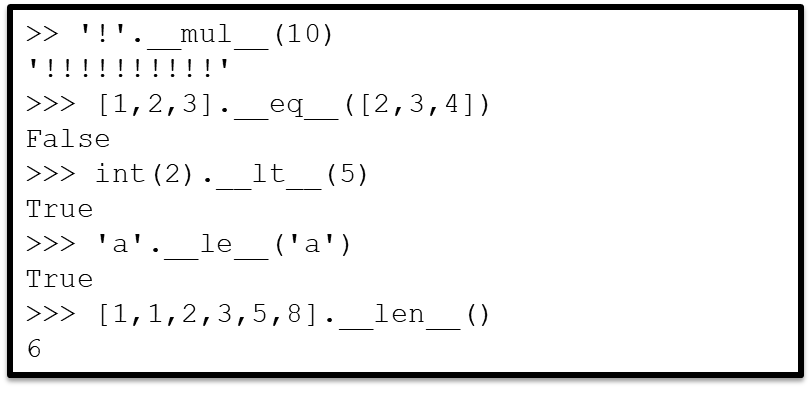 >> '!'.__mul__(10)
'!!!!!!!!!!'
>>> [1,2,3].__eq__([2,3,4])
False
>>> int(2).__lt__(5)
True
>>> 'a'.__le__('a')
True
>>> [1,1,2,3,5,8].__len__()
6